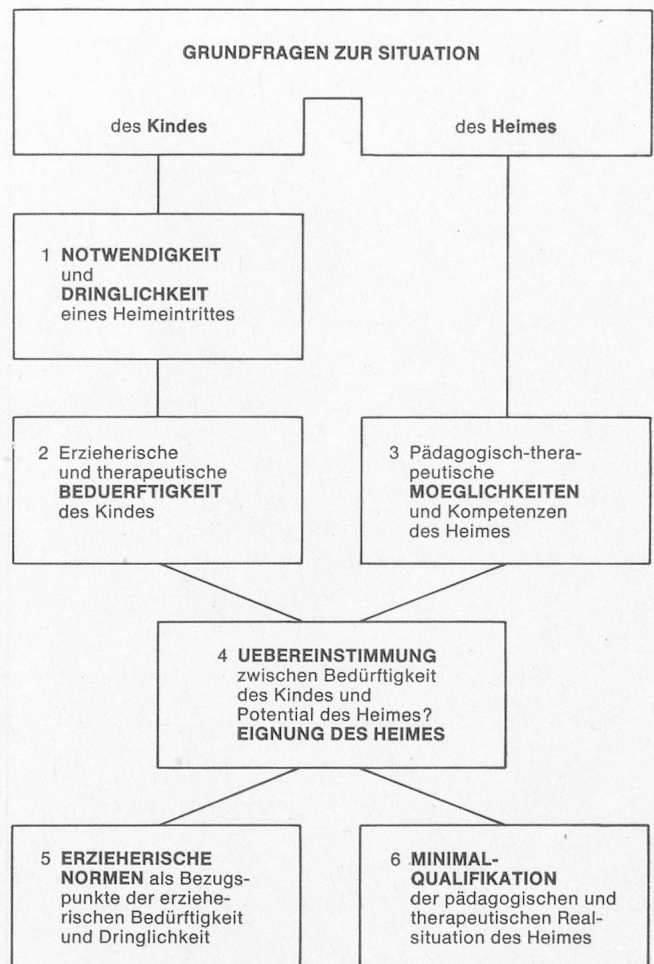 GRUNDFRAGEN ZUR SITUATION
des Kindes
des Heimes
1 NOTWENDIGKEIT
und
DRINGLICHKEIT
eines Heimeintrittes
2 Erzieherische
und therapeutische
BEDUERFTIGKEIT
des Kindes
3 Pädagogisch-thera-
peutische
MOEGLICHKEITEN
und Kompetenzen
des Heimes
4 UEBEREINSTIMMUNG
zwischen Bedürftigkeit
des Kindes und
Potential des Heimes?
EIGNUNG DES HEIMES
5 ERZIEHERISCHE
NORMEN als Bezugs-
punkte der erziehe-
rischen Bedürftigkeit
und Dringlichkeit
6 MINIMAL-
QUALIFIKATION
der pädagogischen und
therapeutischen Real-
situation des Heimes